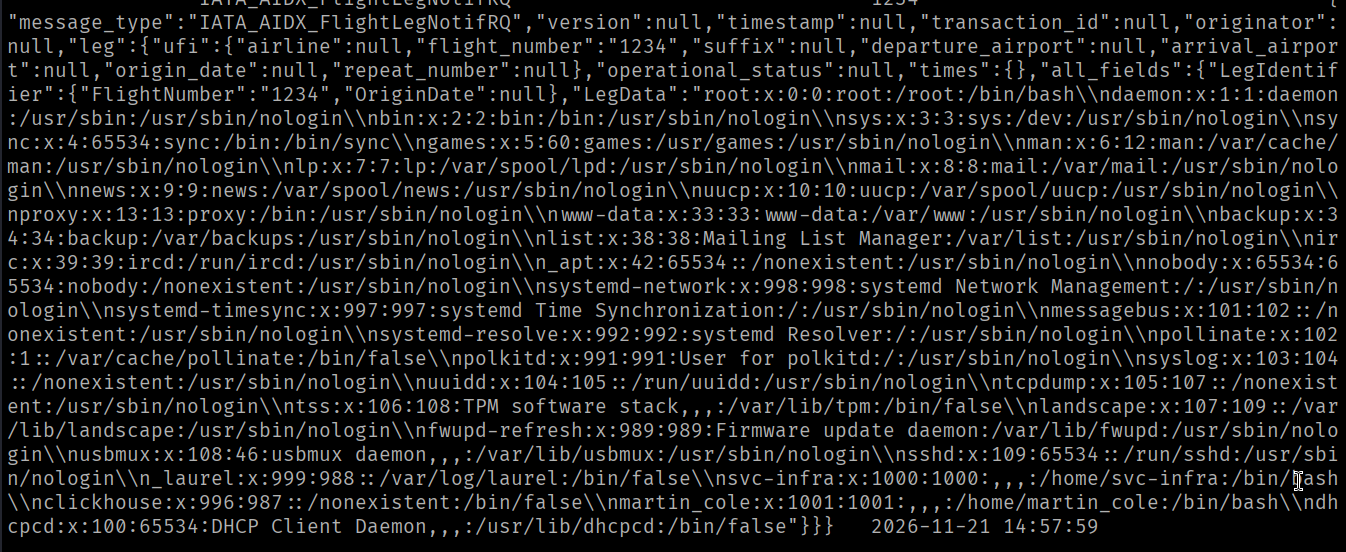 IATA_AIDX_FlightLegNotifRQ 1234 {
"message_type":"IATA_AIDX_FlightLegNotifRQ","version":null,"timestamp":null,"transaction_id":null,"originator":
null,"leg":{"ufi":{"airline":null,"flight_number":"1234","suffix":null,"departure_airport":null,"arrival_airpor
t":null,"origin_date":null,"repeat_number":null},"operational_status":null,"times":{},"all_fields":{"LegIdentif
ier":{"FlightNumber":"1234","OriginDate":null},"LegData":"root:x:0:0:root:/root:/bin/bash\\ndaemon:x:1:1:daemon
:/usr/sbin:/usr/sbin/nologin\\nbin:x:2:2:bin:/bin:/usr/sbin/nologin\\nsys:x:3:3:sys:/dev:/usr/sbin/nologin\\nsy
nc:x:4:65534:sync:/bin:/bin/sync\\ngames:x:5:60:games:/usr/games:/usr/sbin/nologin\\nman:x:6:12:man:/var/cache/
man:/usr/sbin/nologin\\nlp:x:7:7:lp:/var/spool/lpd:/usr/sbin/nologin\\nmail:x:8:8:mail:/var/mail:/usr/sbin/nolo
gin\\nnews:x:9:9:news:/var/spool/news:/usr/sbin/nologin\\nuucp:x:10:10:uucp:/var/spool/uucp:/usr/sbin/nologin\\
nproxy:x:13:13:proxy:/bin:/usr/sbin/nologin\\nwww-data:x:33:33:www-data:/var/www:/usr/sbin/nologin\\nbackup:x:3
4:34:backup:/var/backups:/usr/sbin/nologin\\nlist:x:38:38:Mailing List Manager:/var/list:/usr/sbin/nologin\\nir
c:x:39:39:ircd:/run/ircd:/usr/sbin/nologin\\n_apt:x:42:65534::/nonexistent:/usr/sbin/nologin\\nnobody:x:65534:6
5534:nobody:/nonexistent:/usr/sbin/nologin\\nsystemd-network:x:998:998:systemd Network Management:/:/usr/sbin/n
ologin\\nsystemd-timesync:x:997:997:systemd Time Synchronization:/:/usr/sbin/nologin\\nmessagebus:x:101:102::/n
onexistent:/usr/sbin/nologin\\nsystemd-resolve:x:992:992:systemd Resolver:/:/usr/sbin/nologin\\npollinate:x:102
:1::/var/cache/pollinate:/bin/false\\npolkitd:x:991:991:User for polkitd:/:/usr/sbin/nologin\\nsyslog:x:103:104
::/nonexistent:/usr/sbin/nologin\\nuuidd:x:104:105::/run/uuidd:/usr/sbin/nologin\\ntcpdump:x:105:107::/nonexist
ent:/usr/sbin/nologin\\ntss:x:106:108:TPM software stack,,,:/var/lib/tpm:/bin/false\\nlandscape:x:107:109::/var
/lib/landscape:/usr/sbin/nologin\\nfwupd-refresh:x:989:989:Firmware update daemon:/var/lib/fwupd:/usr/sbin/nolo
gin\\nusbmux:x:108:46:usbmux daemon,,,:/var/lib/usbmux:/usr/sbin/nologin\\nsshd:x:109:65534::/run/sshd:/usr/sbi
n/nologin\\n_laurel:x:999:988::/var/log/laurel:/bin/false\\nsvc-infra:x:1000:1000:,,,:/home/svc-infra:/bin/bash
\\nclickhouse:x:996:987::/nonexistent:/bin/false\\nmartin_cole:x:1001:1001:,,,:/home/martin_cole:/bin/bash\\ndh
cpcd:x:100:65534:DHCP Client Daemon,,,:/usr/lib/dhcpcd:/bin/false"}}} 2026-11-21 14:57:59